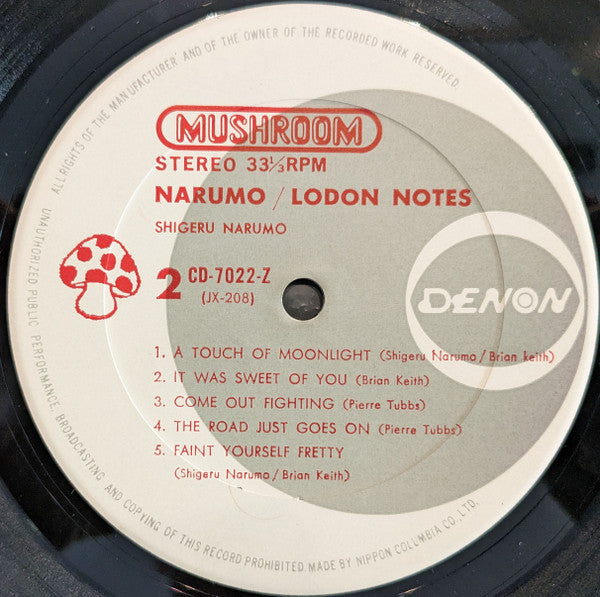 ALL RIGHTS OF THE MANUFACTURER AND OF THE OWNER OF THE RECORDED WORK RESERVED.
MUSHROOM
STEREO 33⅓RPM
NARUMO / LODON NOTES
SHIGERU NARUMO
2 CD-7022-Z
(JX-208)
DENON
1. A TOUCH OF MOONLIGHT (Shigeru Narumo/Brian keith)
2. IT WAS SWEET OF YOU (Brian Keith)
3. COME OUT FIGHTING (Pierre Tubbs)
4. THE ROAD JUST GOES ON (Pierre Tubbs)
5. FAINT YOURSELF FRETTY
(Shigeru Narumo/Brian Keith)
UNAUTHORIZED PUBLIC PERFORMANCE, BROADCASTING AND COPYING OF THIS RECORD PROHIBITED. MADE BY NIPPON COLUMBIA CO., LTD.